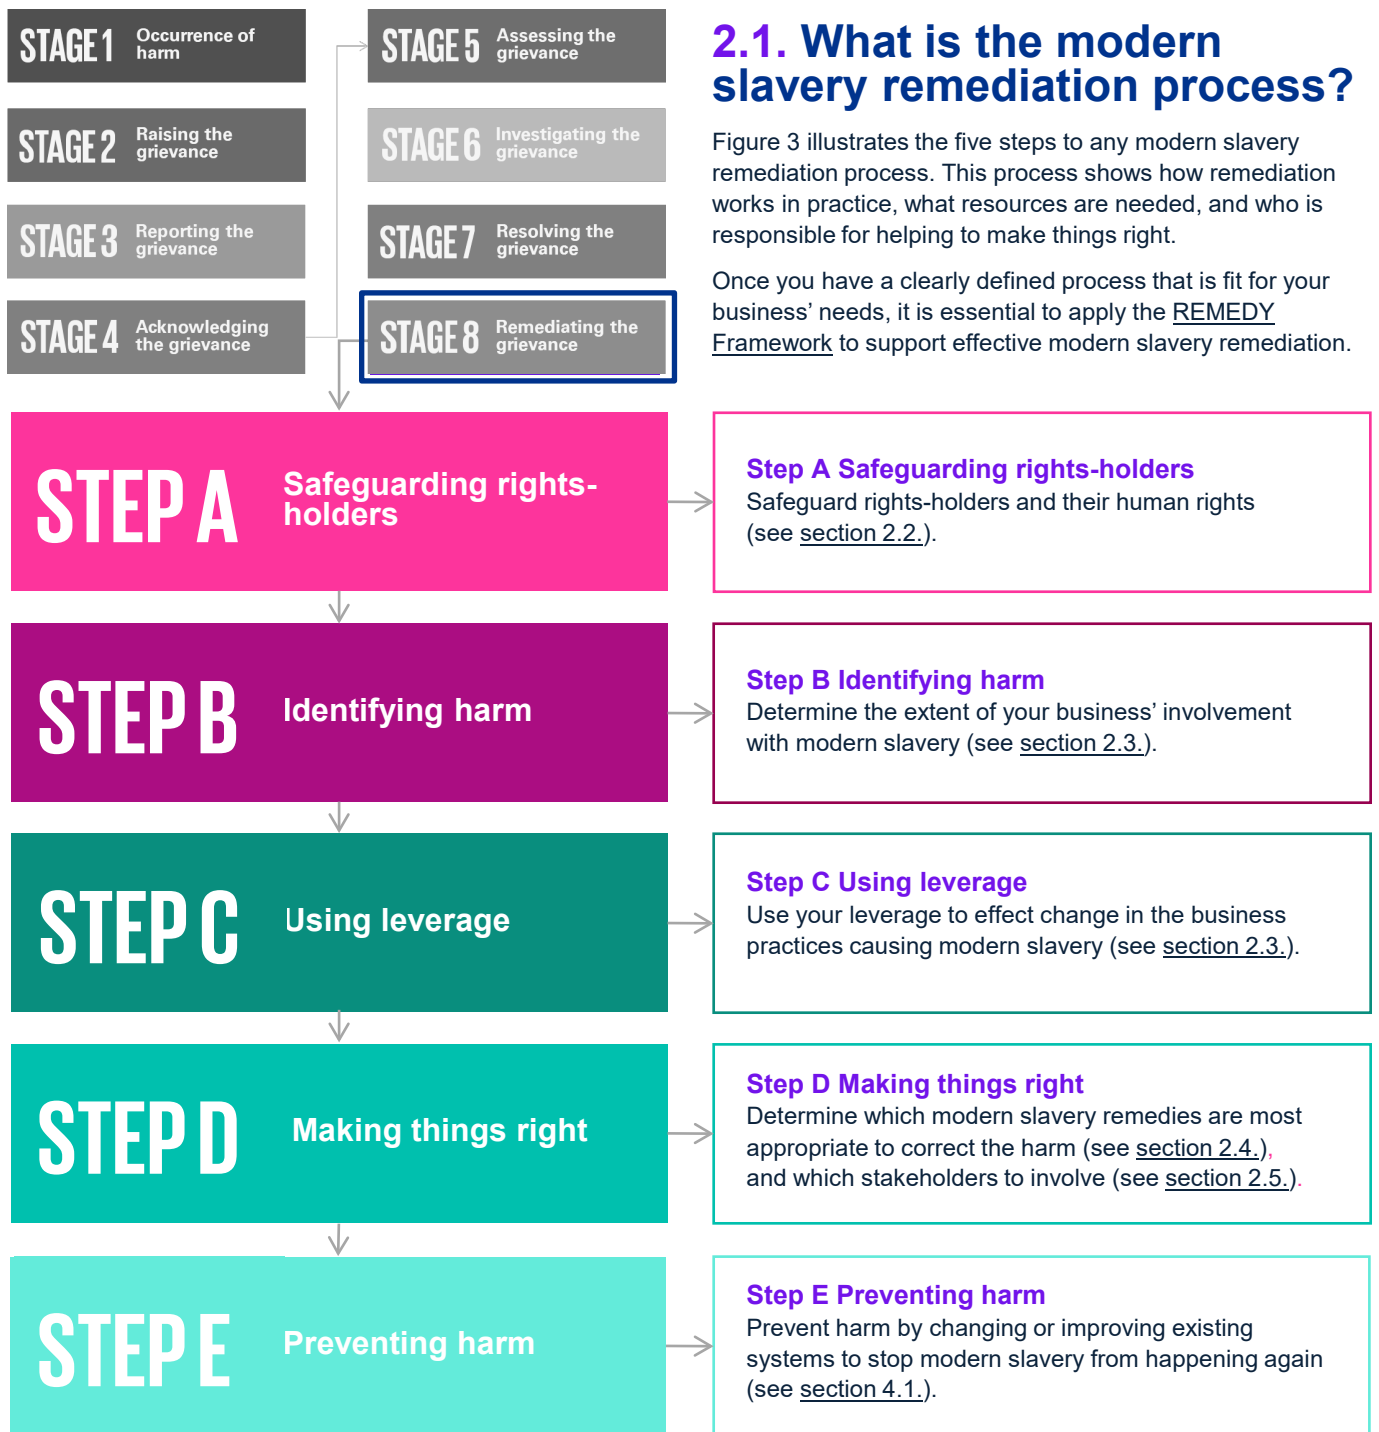 STAGE 1 Occurrence of
harm
STAGE 2 Raising the
grievance
STAGE 3 Reporting the
grievance
STAGE 4 Acknowledging
the grievance
STAGE 5 Assessing the
grievance
STAGE 6 Investigating the
grievance
STAGE 7 Resolving the
grievance
STAGE 8 Remediating the
grievance
2.1. What is the modern
slavery remediation process?
Figure 3 illustrates the five steps to any modern slavery
remediation process. This process shows how remediation
works in practice, what resources are needed, and who is
responsible for helping to make things right.
Once you have a clearly defined process that is fit for your
business’ needs, it is essential to apply the REMEDY
Framework to support effective modern slavery remediation.
STEP A Safeguarding rights-
holders
Step A Safeguarding rights-holders
Safeguard rights-holders and their human rights
(see section 2.2.).
STEP B Identifying harm
Step B Identifying harm
Determine the extent of your business’ involvement
with modern slavery (see section 2.3.).
STEP C Using leverage
Step C Using leverage
Use your leverage to effect change in the business
practices causing modern slavery (see section 2.3.).
STEP D Making things right
Step D Making things right
Determine which modern slavery remedies are most
appropriate to correct the harm (see section 2.4.),
and which stakeholders to involve (see section 2.5.).
STEP E Preventing harm
Step E Preventing harm
Prevent harm by changing or improving existing
systems to stop modern slavery from happening again
(see section 4.1.).